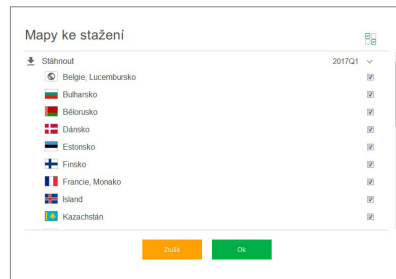 Mapy ke stažení
Stáhnout 2017Q1
Belgie, Lucembursko
Bulharsko
Bělorusko
Dánsko
Estonsko
Finsko
Francie, Monako
Island
Kazachstán
Zrušit Ok